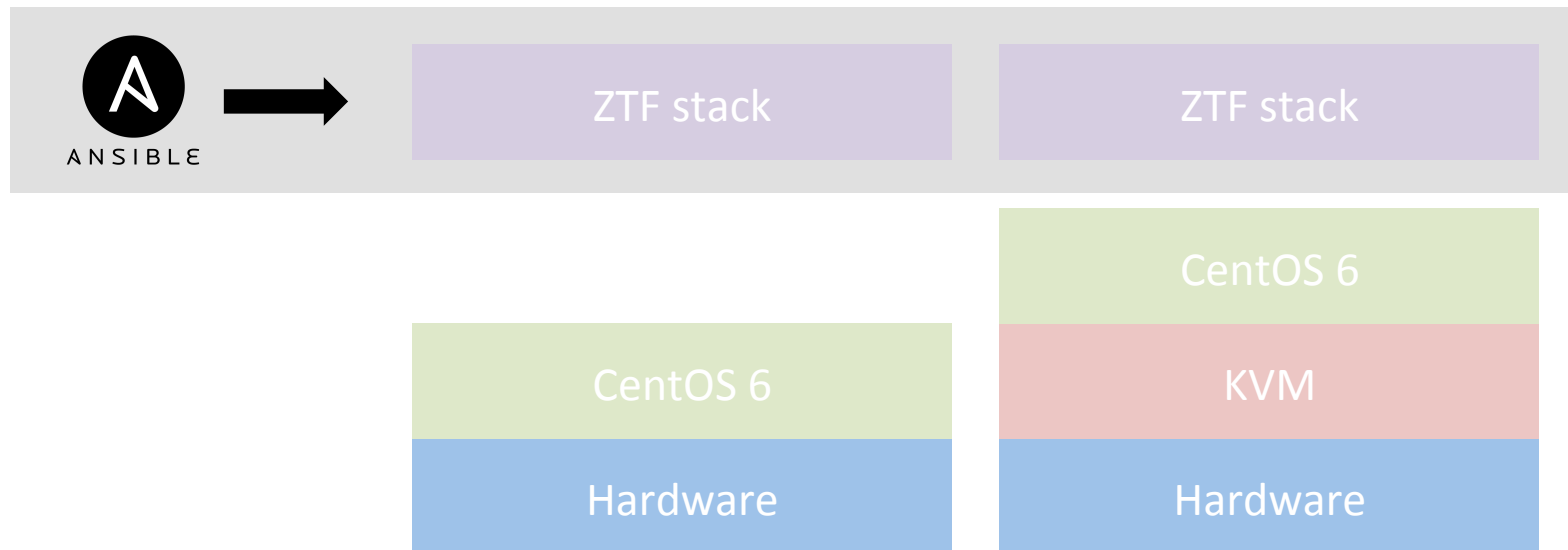 ZTF stack
ZTF stack
ANSIBLE
CentOS 6
CentOS 6
KVM
Hardware
Hardware